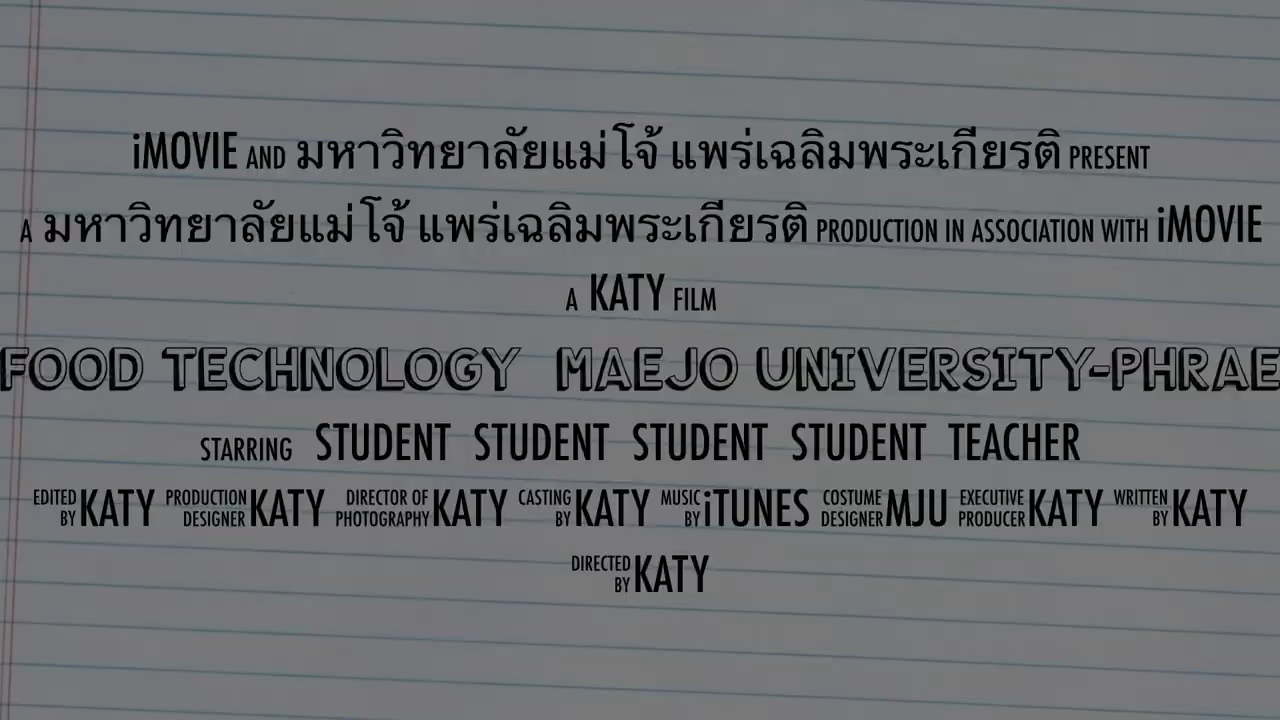 iMOVIE AND มหาวิทยาลัยแม่โจ้ แพร่เฉลิมพระเกียรติ PRESENT
A มหาวิทยาลัยแม่โจ้ แพร่เฉลิมพระเกียรติ PRODUCTION IN ASSOCIATION WITH iMOVIE
A KATY FILM
FOOD TECHNOLOGY MAEJO UNIVERSITY-PHRAE
STARRING STUDENT STUDENT STUDENT STUDENT TEACHER
EDITED BY KATY PRODUCTION DESIGNER KATY DIRECTOR OF PHOTOGRAPHY KATY CASTING BY KATY MUSIC BY iTUNES COSTUME DESIGNER MJU EXECUTIVE PRODUCER KATY WRITTEN BY KATY
DIRECTED BY KATY